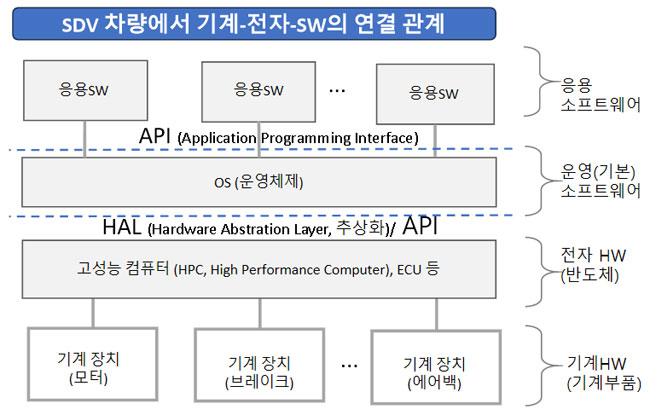 SDV 차량에서 기계-전자-SW의 연결 관계
응용SW
응용SW
...
응용SW
응용
소프트웨어
API (Application Programming Interface)
OS (운영체제)
운영(기본)
소프트웨어
HAL (Hardware Abstration Layer, 추상화)/ API
고성능 컴퓨터 (HPC, High Performance Computer), ECU 등
전자 HW
(반도체)
기계 장치
(모터)
기계 장치
(브레이크)
...
기계 장치
(에어백)
기계HW
(기계부품)